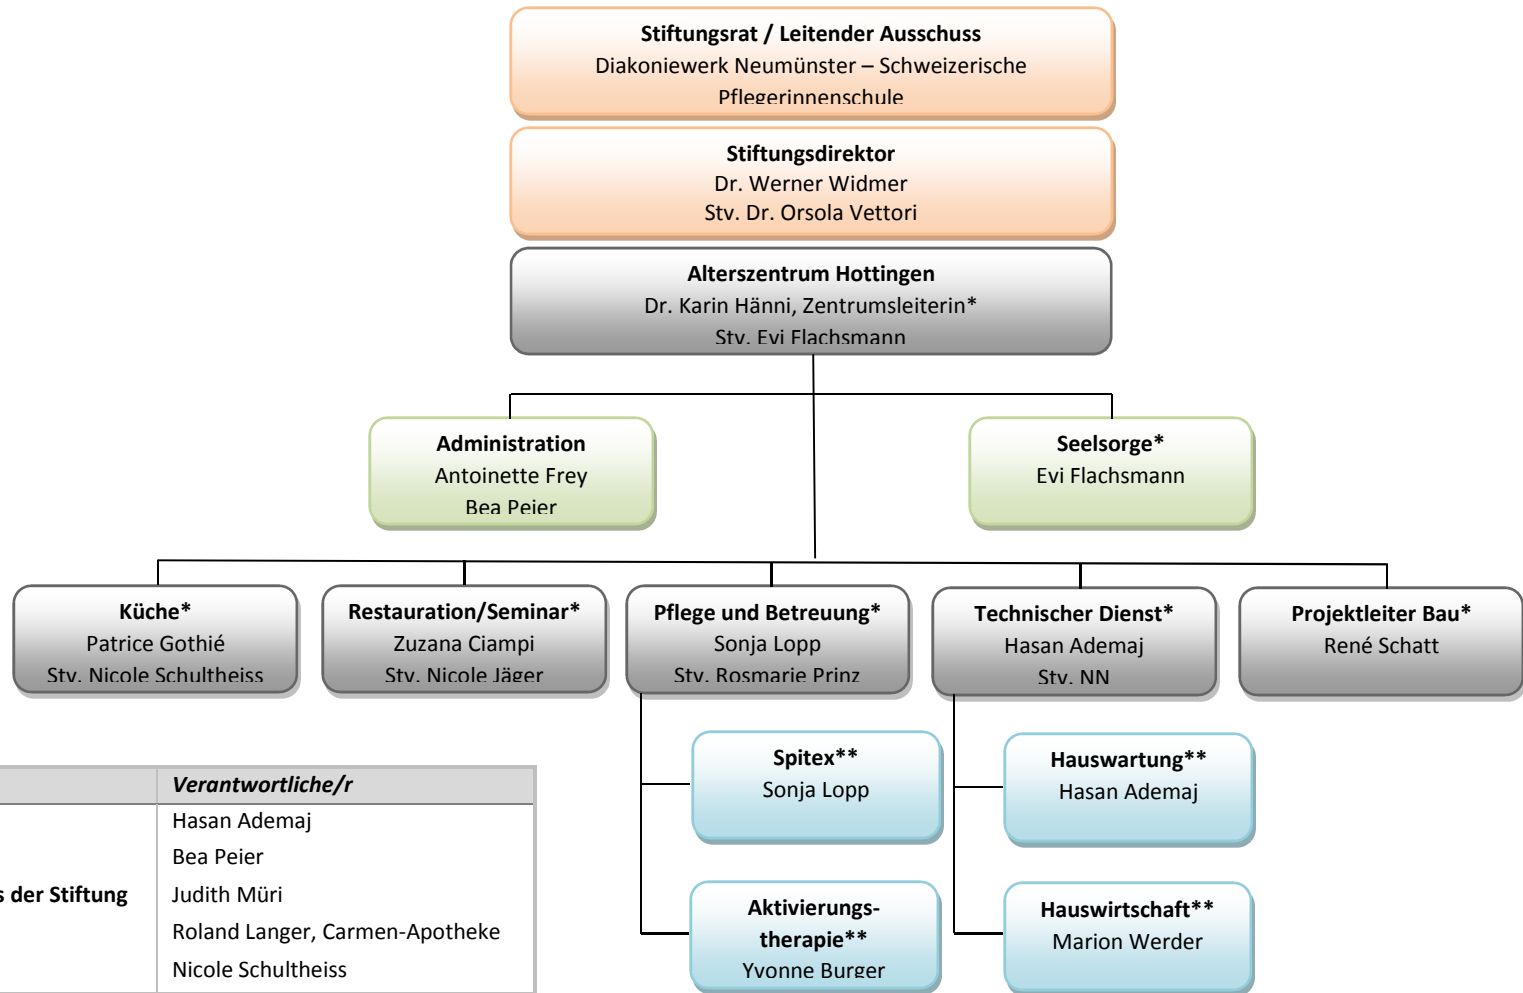 Stiftungsrat / Leitender Ausschuss
Diakoniewerk Neumünster – Schweizerische
Pflegerinnenschule
Stiftungsdirektor
Dr. Werner Widmer
Stv. Dr. Orsola Vettori
Alterszentrum Hottingen
Dr. Karin Hänni, Zentrumsleiterin*
Stv. Evi Flachsmann
Administration
Antoinette Frey
Bea Peier
Seelsorge*
Evi Flachsmann
Küche*
Patrice Gothié
Stv. Nicole Schultheiss
Restauration/Seminar*
Zuzana Ciampi
Stv. Nicole Jäger
Pflege und Betreuung*
Sonja Lopp
Stv. Rosmarie Prinz
Technischer Dienst*
Hasan Ademaj
Stv. NN
Projektleiter Bau*
René Schatt
Spitex**
Sonja Lopp
Hauswartung**
Hasan Ademaj
Aktivierungs-
therapie**
Yvonne Burger
Hauswirtschaft**
Marion Werder
Verantwortliche/r
Hasan Ademaj
Bea Peier
der Stiftung
Judith Müri
Roland Langer, Carmen-Apotheke
Nicole Schultheiss